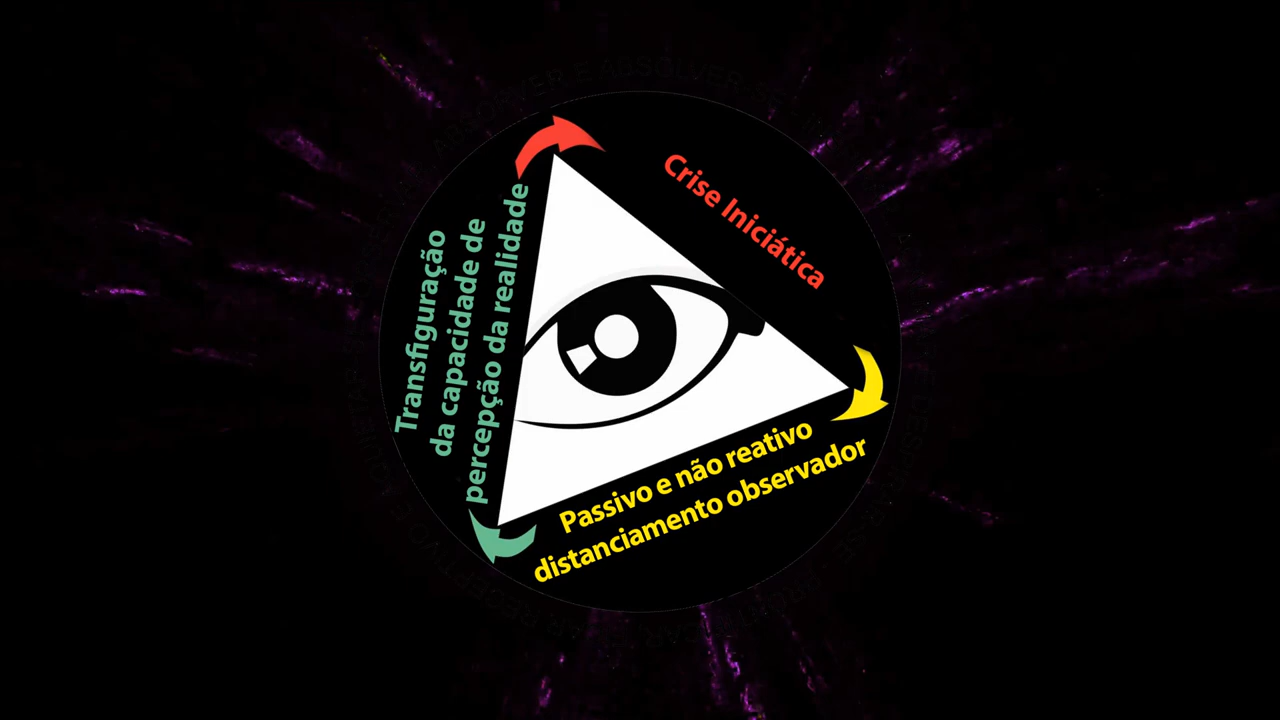 Crise Iniciática
Passivo e não reativo
distanciamento observador
Transfiguração
da capacidade de
percepção da realidade